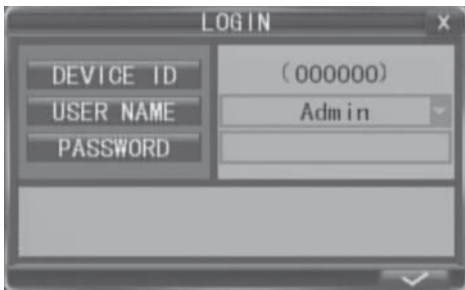 LOGIN X
DEVICE ID (000000)
USER NAME Admin
PASSWORD